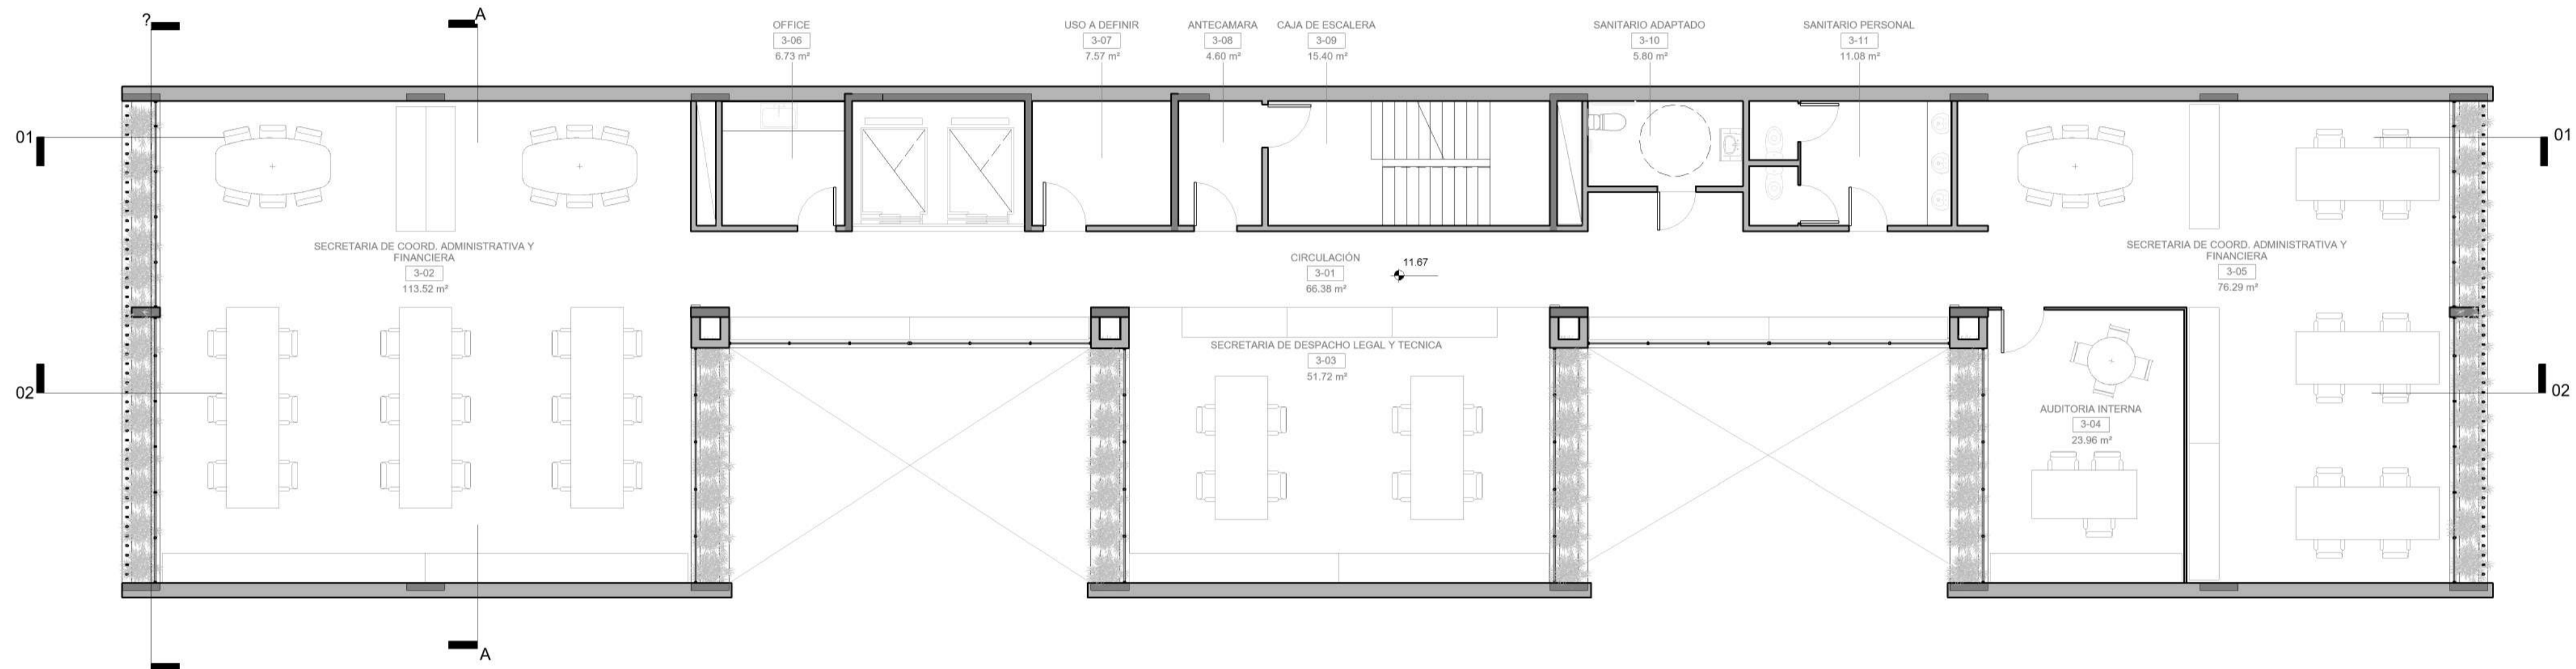 ?
A
OFFICE
3-06
6.73 m²
USO A DEFINIR
3-07
7.57 m²
ANTECAMARA
3-08
4.60 m²
CAJA DE ESCALERA
3-09
15.40 m²
SANITARIO ADAPTADO
3-10
5.80 m²
SANITARIO PERSONAL
3-11
11.08 m²
01
01
SECRETARIA DE COORD. ADMINISTRATIVA Y
FINANCIERA
3-02
113.52 m²
CIRCULACIÓN
3-01
66.38 m²
11.67
SECRETARIA DE COORD. ADMINISTRATIVA Y
FINANCIERA
3-05
76.29 m²
SECRETARIA DE DESPACHO LEGAL Y TECNICA
3-03
51.72 m²
02
02
AUDITORIA INTERNA
3-04
23.96 m²
A